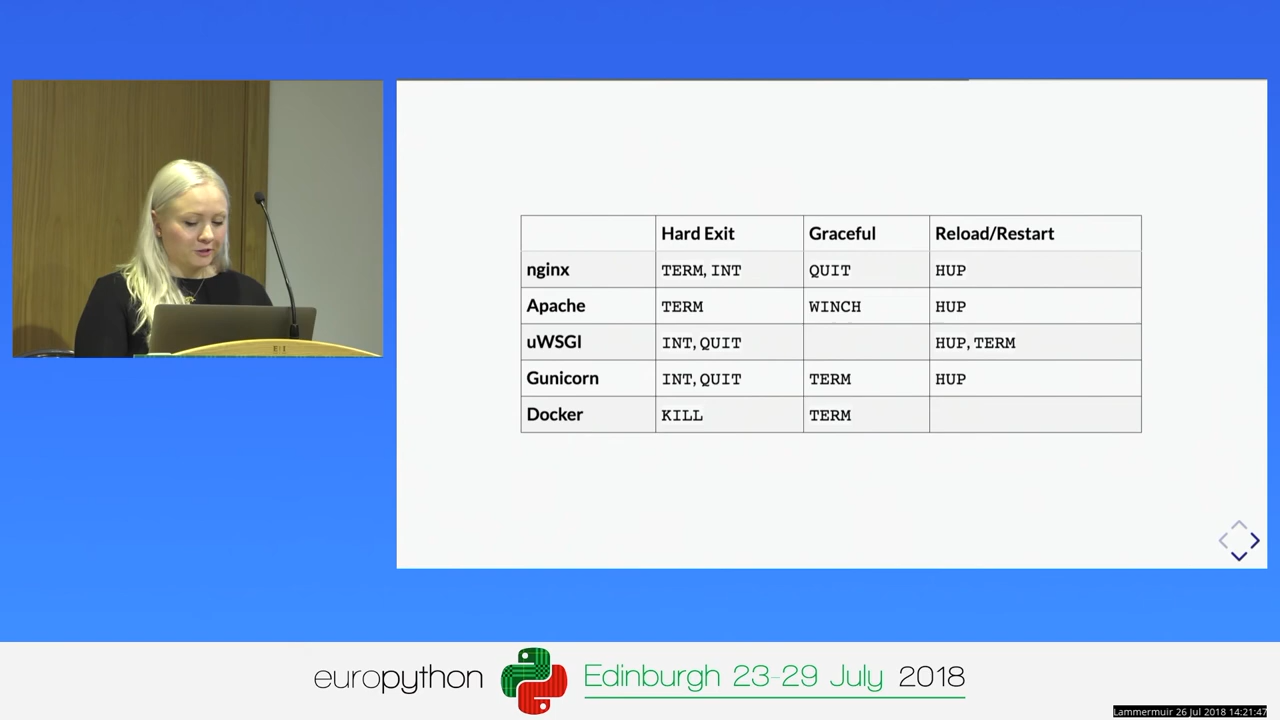 Hard Exit Graceful Reload/Restart
nginx TERM, INT QUIT HUP
Apache TERM WINCH HUP
uWSGI INT, QUIT HUP, TERM
Gunicorn INT, QUIT TERM HUP
Docker KILL TERM
europython Edinburgh 23-29 July 2018
Lammermuir 26 Jul 2018 14:21:47